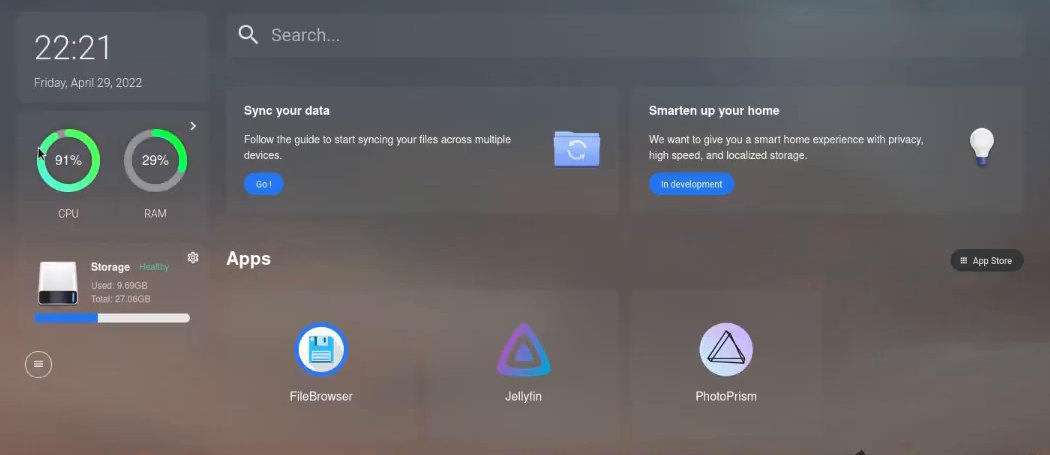 22:21
Friday, April 29, 2022
91%
29%
CPU
RAM
Storage Healthy
Used: 9.69GB
Total: 27.06GB
Search...
Sync your data
Follow the guide to start syncing your files across multiple
devices.
Go !
Smarten up your home
We want to give you a smart home experience with privacy,
high speed, and localized storage.
In development
Apps
App Store
FileBrowser
Jellyfin
PhotoPrism